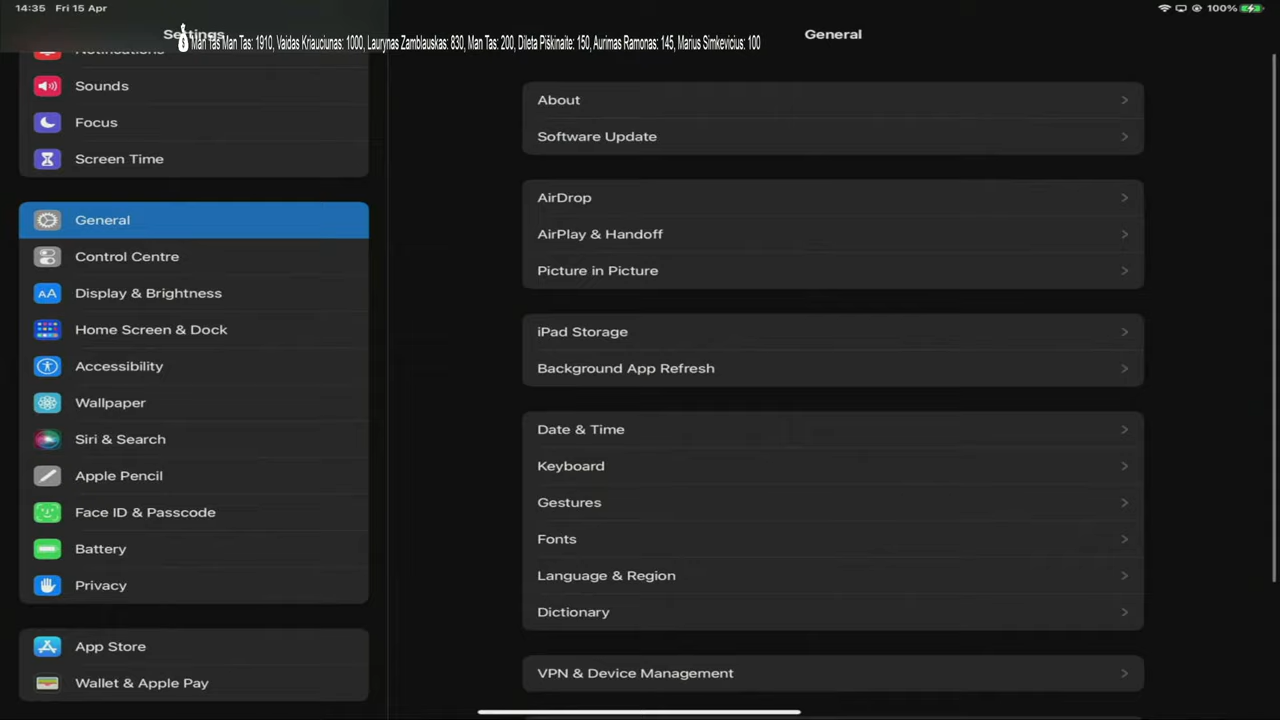 14:35 Fri 15 Apr
100%
Settings
Man Tas Man Tas: 1910, Vaidas Kriauciunas: 1000, Laurynas Zamblauskas: 830, Man Tas: 200, Dileta Piškinaite: 150, Aurimas Ramonas: 145, Marius Simkevicius: 100
General
Notifications
Sounds
Focus
Screen Time
General
Control Centre
Display & Brightness
Home Screen & Dock
Accessibility
Wallpaper
Siri & Search
Apple Pencil
Face ID & Passcode
Battery
Privacy
App Store
Wallet & Apple Pay
About
Software Update
AirDrop
AirPlay & Handoff
Picture in Picture
iPad Storage
Background App Refresh
Date & Time
Keyboard
Gestures
Fonts
Language & Region
Dictionary
VPN & Device Management